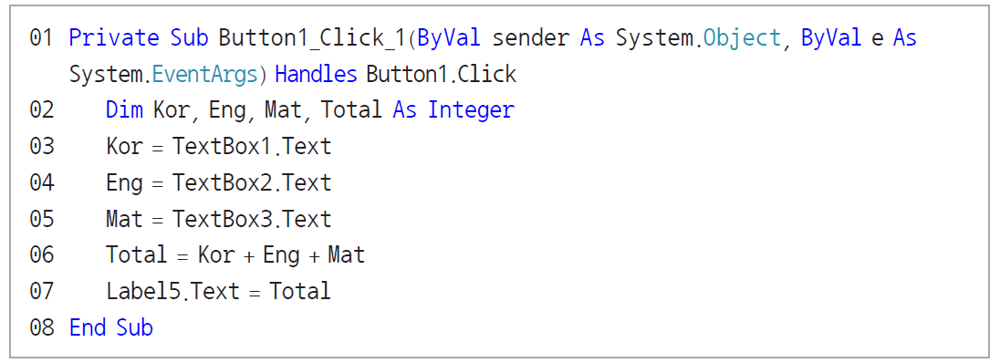 01 Private Sub Button1_Click_1(ByVal sender As System.Object, ByVal e As
System.EventArgs) Handles Button1.Click
02 Dim Kor, Eng, Mat, Total As Integer
03 Kor = TextBox1.Text
04 Eng = TextBox2.Text
05 Mat = TextBox3.Text
06 Total = Kor + Eng + Mat
07 Label5.Text = Total
08 End Sub